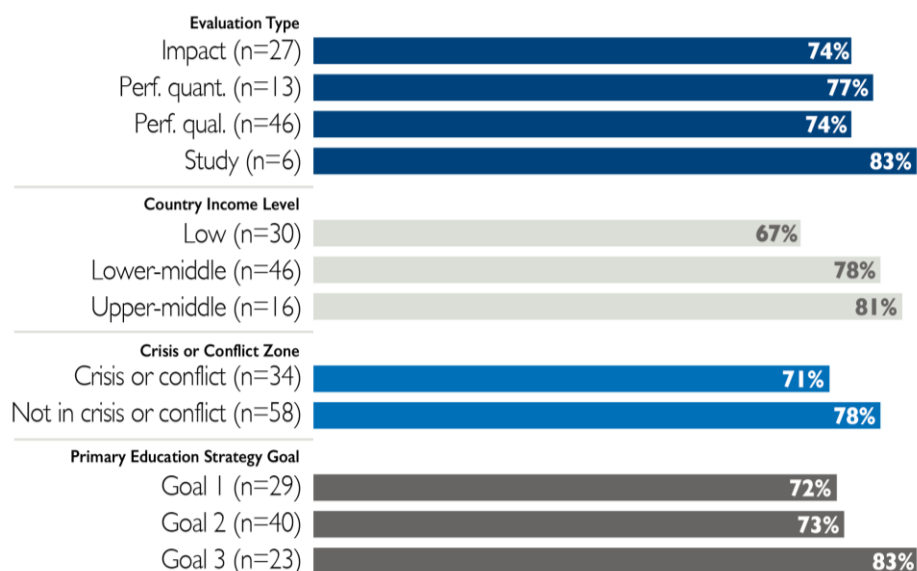 Evaluation Type
Impact (n=27) 74%
Perf. quant. (n=13) 77%
Perf. qual. (n=46) 74%
Study (n=6) 83%
Country Income Level
Low (n=30) 67%
Lower-middle (n=46) 78%
Upper-middle (n=16) 81%
Crisis or Conflict Zone
Crisis or conflict (n=34) 71%
Not in crisis or conflict (n=58) 78%
Primary Education Strategy Goal
Goal 1 (n=29) 72%
Goal 2 (n=40) 73%
Goal 3 (n=23) 83%